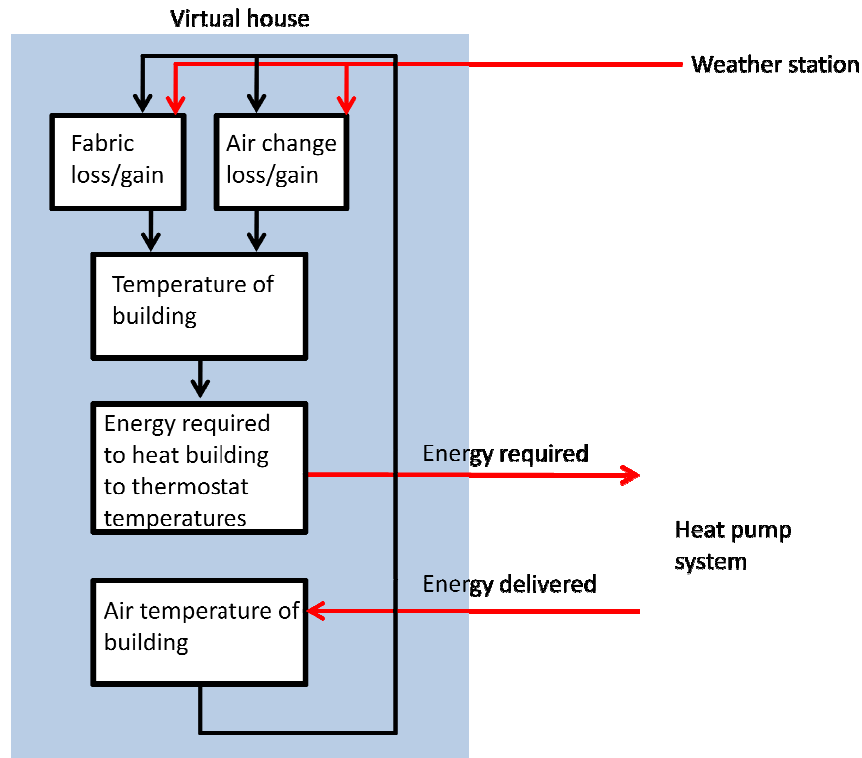 Virtual house
Weather station
Fabric
loss/gain
Air change
loss/gain
Temperature of
building
Energy required
to heat building
to thermostat
temperatures
Energy required
Heat pump
system
Energy delivered
Air temperature of
building